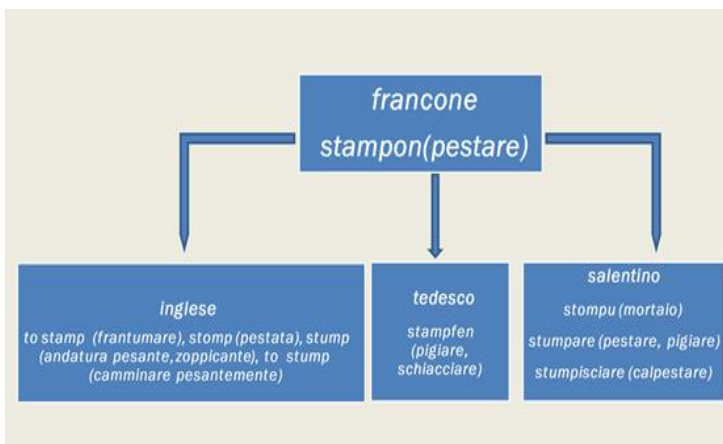 francone
stampon(pestare)
inglese
to stamp (frantumare), stomp (pestata), stump
(andatura pesante, zoppicante), to stump
(camminare pesantemente)
tedesco
stampfen
(pigiare,
schiacciare)
salentino
stompu (mortaio)
stumpare (pestare, pigiare)
stumpisciare (calpestare)